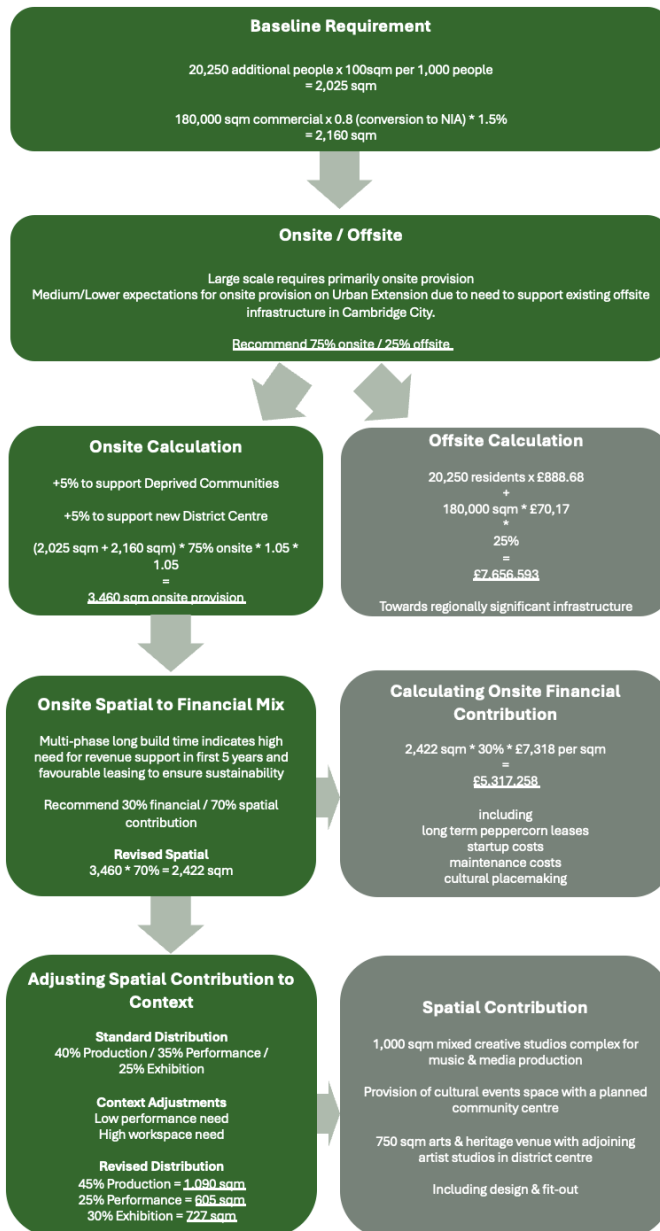 Baseline Requirement
20,250 additional people x 100sqm per 1,000 people
= 2,025 sqm
180,000 sqm commercial x 0.8 (conversion to NIA) * 1.5%
= 2,160 sqm
Onsite / Offsite
Large scale requires primarily onsite provision
Medium/Lower expectations for onsite provision on Urban Extension due to need to support existing offsite
infrastructure in Cambridge City.
Recommend 75% onsite / 25% offsite
Onsite Calculation
+5% to support Deprived Communities
+5% to support new District Centre
(2,025 sqm + 2,160 sqm) * 75% onsite * 1.05 *
1.05
=
3,460 sqm onsite provision
Offsite Calculation
20,250 residents x £888.68
+
180,000 sqm * £70,17
*
25%
=
£7,656,593
Towards regionally significant infrastructure
Onsite Spatial to Financial Mix
Multi-phase long build time indicates high
need for revenue support in first 5 years and
favourable leasing to ensure sustainability
Recommend 30% financial / 70% spatial
contribution
Revised Spatial
3,460 * 70% = 2,422 sqm
Calculating Onsite Financial
Contribution
2,422 sqm * 30% * £7,318 per sqm
=
£5,317,258
including
long term peppercorn leases
startup costs
maintenance costs
cultural placemaking
Adjusting Spatial Contribution to
Context
Standard Distribution
40% Production / 35% Performance /
25% Exhibition
Context Adjustments
Low performance need
High workspace need
Revised Distribution
45% Production = 1,090 sqm
25% Performance = 605 sqm
30% Exhibition = 727 sqm
Spatial Contribution
1,000 sqm mixed creative studios complex for
music & media production
Provision of cultural events space with a planned
community centre
750 sqm arts & heritage venue with adjoining
artist studios in district centre
Including design & fit-out